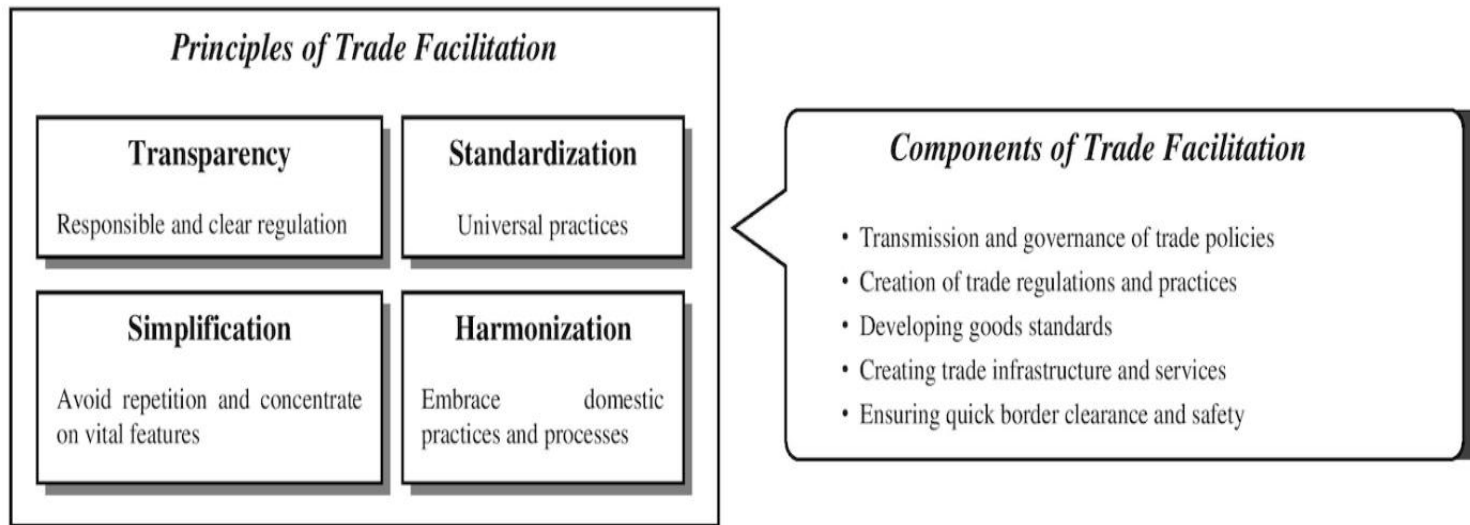 Principles of Trade Facilitation
Transparency
Responsible and clear regulation
Standardization
Universal practices
Simplification
Avoid repetition and concentrate
on vital features
Harmonization
Embrace domestic
practices and processes
Components of Trade Facilitation
• Transmission and governance of trade policies
• Creation of trade regulations and practices
• Developing goods standards
• Creating trade infrastructure and services
• Ensuring quick border clearance and safety